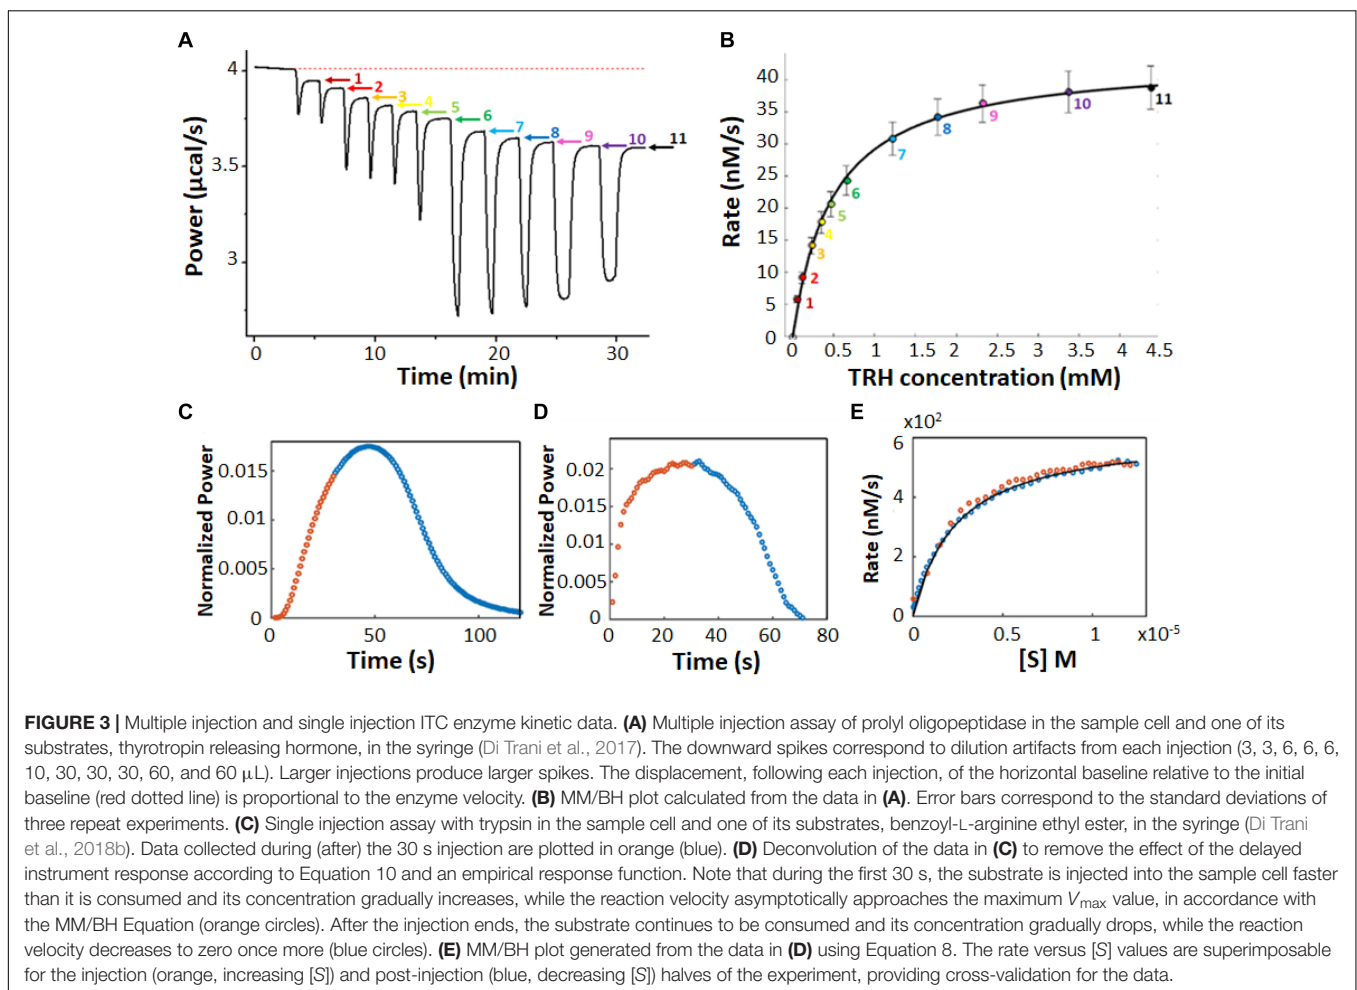 A
B
4
3.5
3
Power (μcal/s)
1
2
3
4
5
6
7
8
9
10
11
0
10
20
30
Time (min)
40
35
30
25
20
15
10
5
0
Rate (nM/s)
1
2
3
4
5
6
7
8
9
10
11
0
0.5
1
1.5
2
2.5
3
3.5
4
4.5
TRH concentration (mM)
C
D
E
0.015
0.01
0.005
0
Normalized Power
0
50
100
Time (s)
0.02
0.015
0.01
0.005
0
Normalized Power
0
20
40
60
80
Time (s)
x10²
6
4
2
0
Rate (nM/s)
0
0.5
1
x10⁻⁵
[S] M
FIGURE 3 | Multiple injection and single injection ITC enzyme kinetic data. (A) Multiple injection assay of prolyl oligopeptidase in the sample cell and one of its
substrates, thyrotropin releasing hormone, in the syringe (Di Trani et al., 2017). The downward spikes correspond to dilution artifacts from each injection (3, 3, 6, 6, 6,
10, 30, 30, 30, 60, and 60 μL). Larger injections produce larger spikes. The displacement, following each injection, of the horizontal baseline relative to the initial
baseline (red dotted line) is proportional to the enzyme velocity. (B) MM/BH plot calculated from the data in (A). Error bars correspond to the standard deviations of
three repeat experiments. (C) Single injection assay with trypsin in the sample cell and one of its substrates, benzoyl-L-arginine ethyl ester, in the syringe (Di Trani
et al., 2018b). Data collected during (after) the 30 s injection are plotted in orange (blue). (D) Deconvolution of the data in (C) to remove the effect of the delayed
instrument response according to Equation 10 and an empirical response function. Note that during the first 30 s, the substrate is injected into the sample cell faster
than it is consumed and its concentration gradually increases, while the reaction velocity asymptotically approaches the maximum Vmax value, in accordance with
the MM/BH Equation (orange circles). After the injection ends, the substrate continues to be consumed and its concentration gradually drops, while the reaction
velocity decreases to zero once more (blue circles). (E) MM/BH plot generated from the data in (D) using Equation 8. The rate versus [S] values are superimposable
for the injection (orange, increasing [S]) and post-injection (blue, decreasing [S]) halves of the experiment, providing cross-validation for the data.